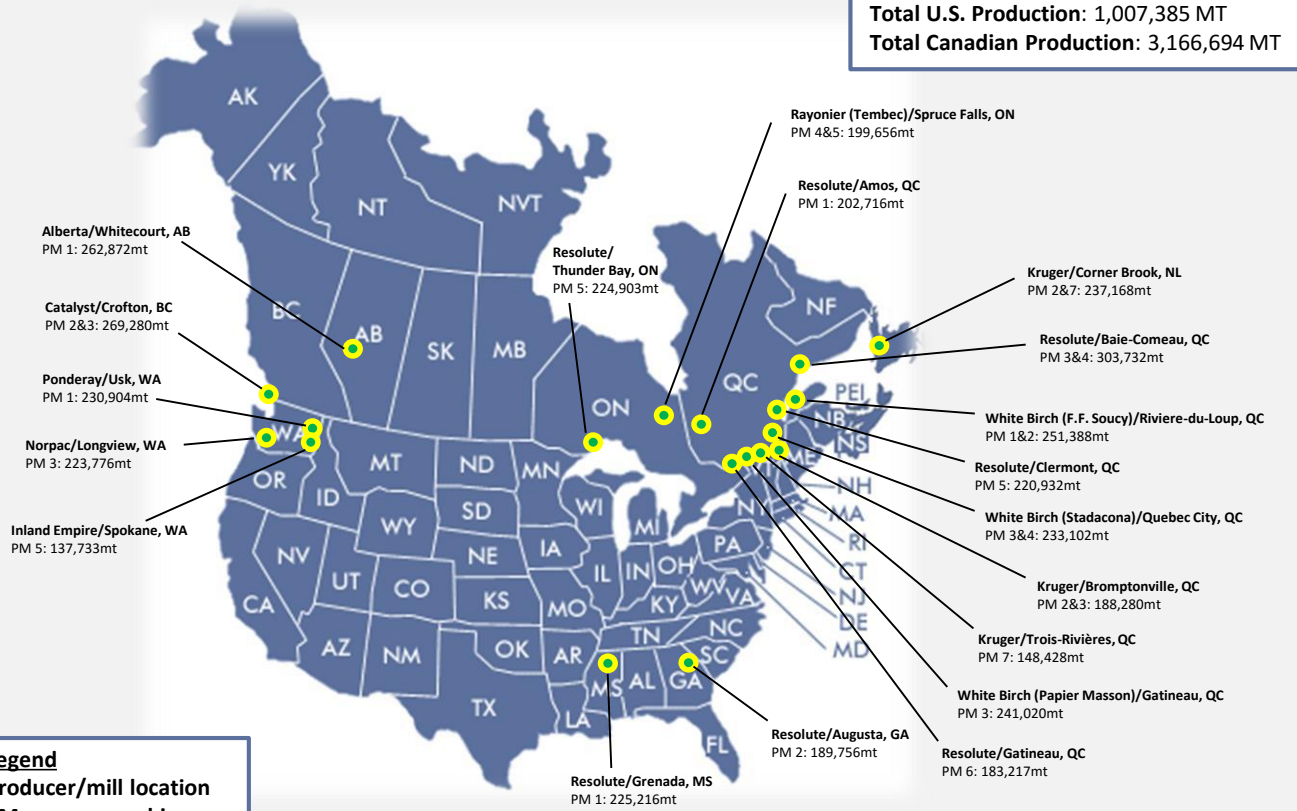 Total U.S. Production: 1,007,385 MT
Total Canadian Production: 3,166,694 MT
Rayonier (Tembec)/Spruce Falls, ON
PM 4&5: 199,656mt
Resolute/Amos, QC
PM 1: 202,716mt
Alberta/Whitecourt, AB
PM 1: 262,872mt
Resolute/
Thunder Bay, ON
PM 5: 224,903mt
Kruger/Corner Brook, NL
PM 2&7: 237,168mt
Catalyst/Crofton, BC
PM 2&3: 269,280mt
Resolute/Baie-Comeau, QC
PM 3&4: 303,732mt
Ponderay/Usk, WA
PM 1: 230,904mt
White Birch (F.F. Soucy)/Riviere-du-Loup, QC
PM 1&2: 251,388mt
Norpac/Longview, WA
PM 3: 223,776mt
Resolute/Clermont, QC
PM 5: 220,932mt
Inland Empire/Spokane, WA
PM 5: 137,733mt
White Birch (Stadacona)/Quebec City, QC
PM 3&4: 233,102mt
Kruger/Bromptonville, QC
PM 2&3: 188,280mt
Kruger/Trois-Rivières, QC
PM 7: 148,428mt
White Birch (Papier Masson)/Gatineau, QC
PM 3: 241,020mt
Resolute/Augusta, GA
PM 2: 189,756mt
Resolute/Gatineau, QC
PM 6: 183,217mt
Resolute/Grenada, MS
PM 1: 225,216mt
AK
YK
NT
NVT
BC
AB
SK
MB
ON
QC
NF
PEI
NB
NS
WA
OR
CA
NV
ID
MT
WY
UT
AZ
CO
NM
ND
SD
NE
KS
OK
TX
MN
IA
MO
AR
LA
WI
IL
MI
IN
OH
KY
TN
MS
AL
GA
FL
SC
NC
VA
WV
PA
NY
VT
ME
NH
MA
RI
CT
NJ
DE
MD
egend
roducer/mill location